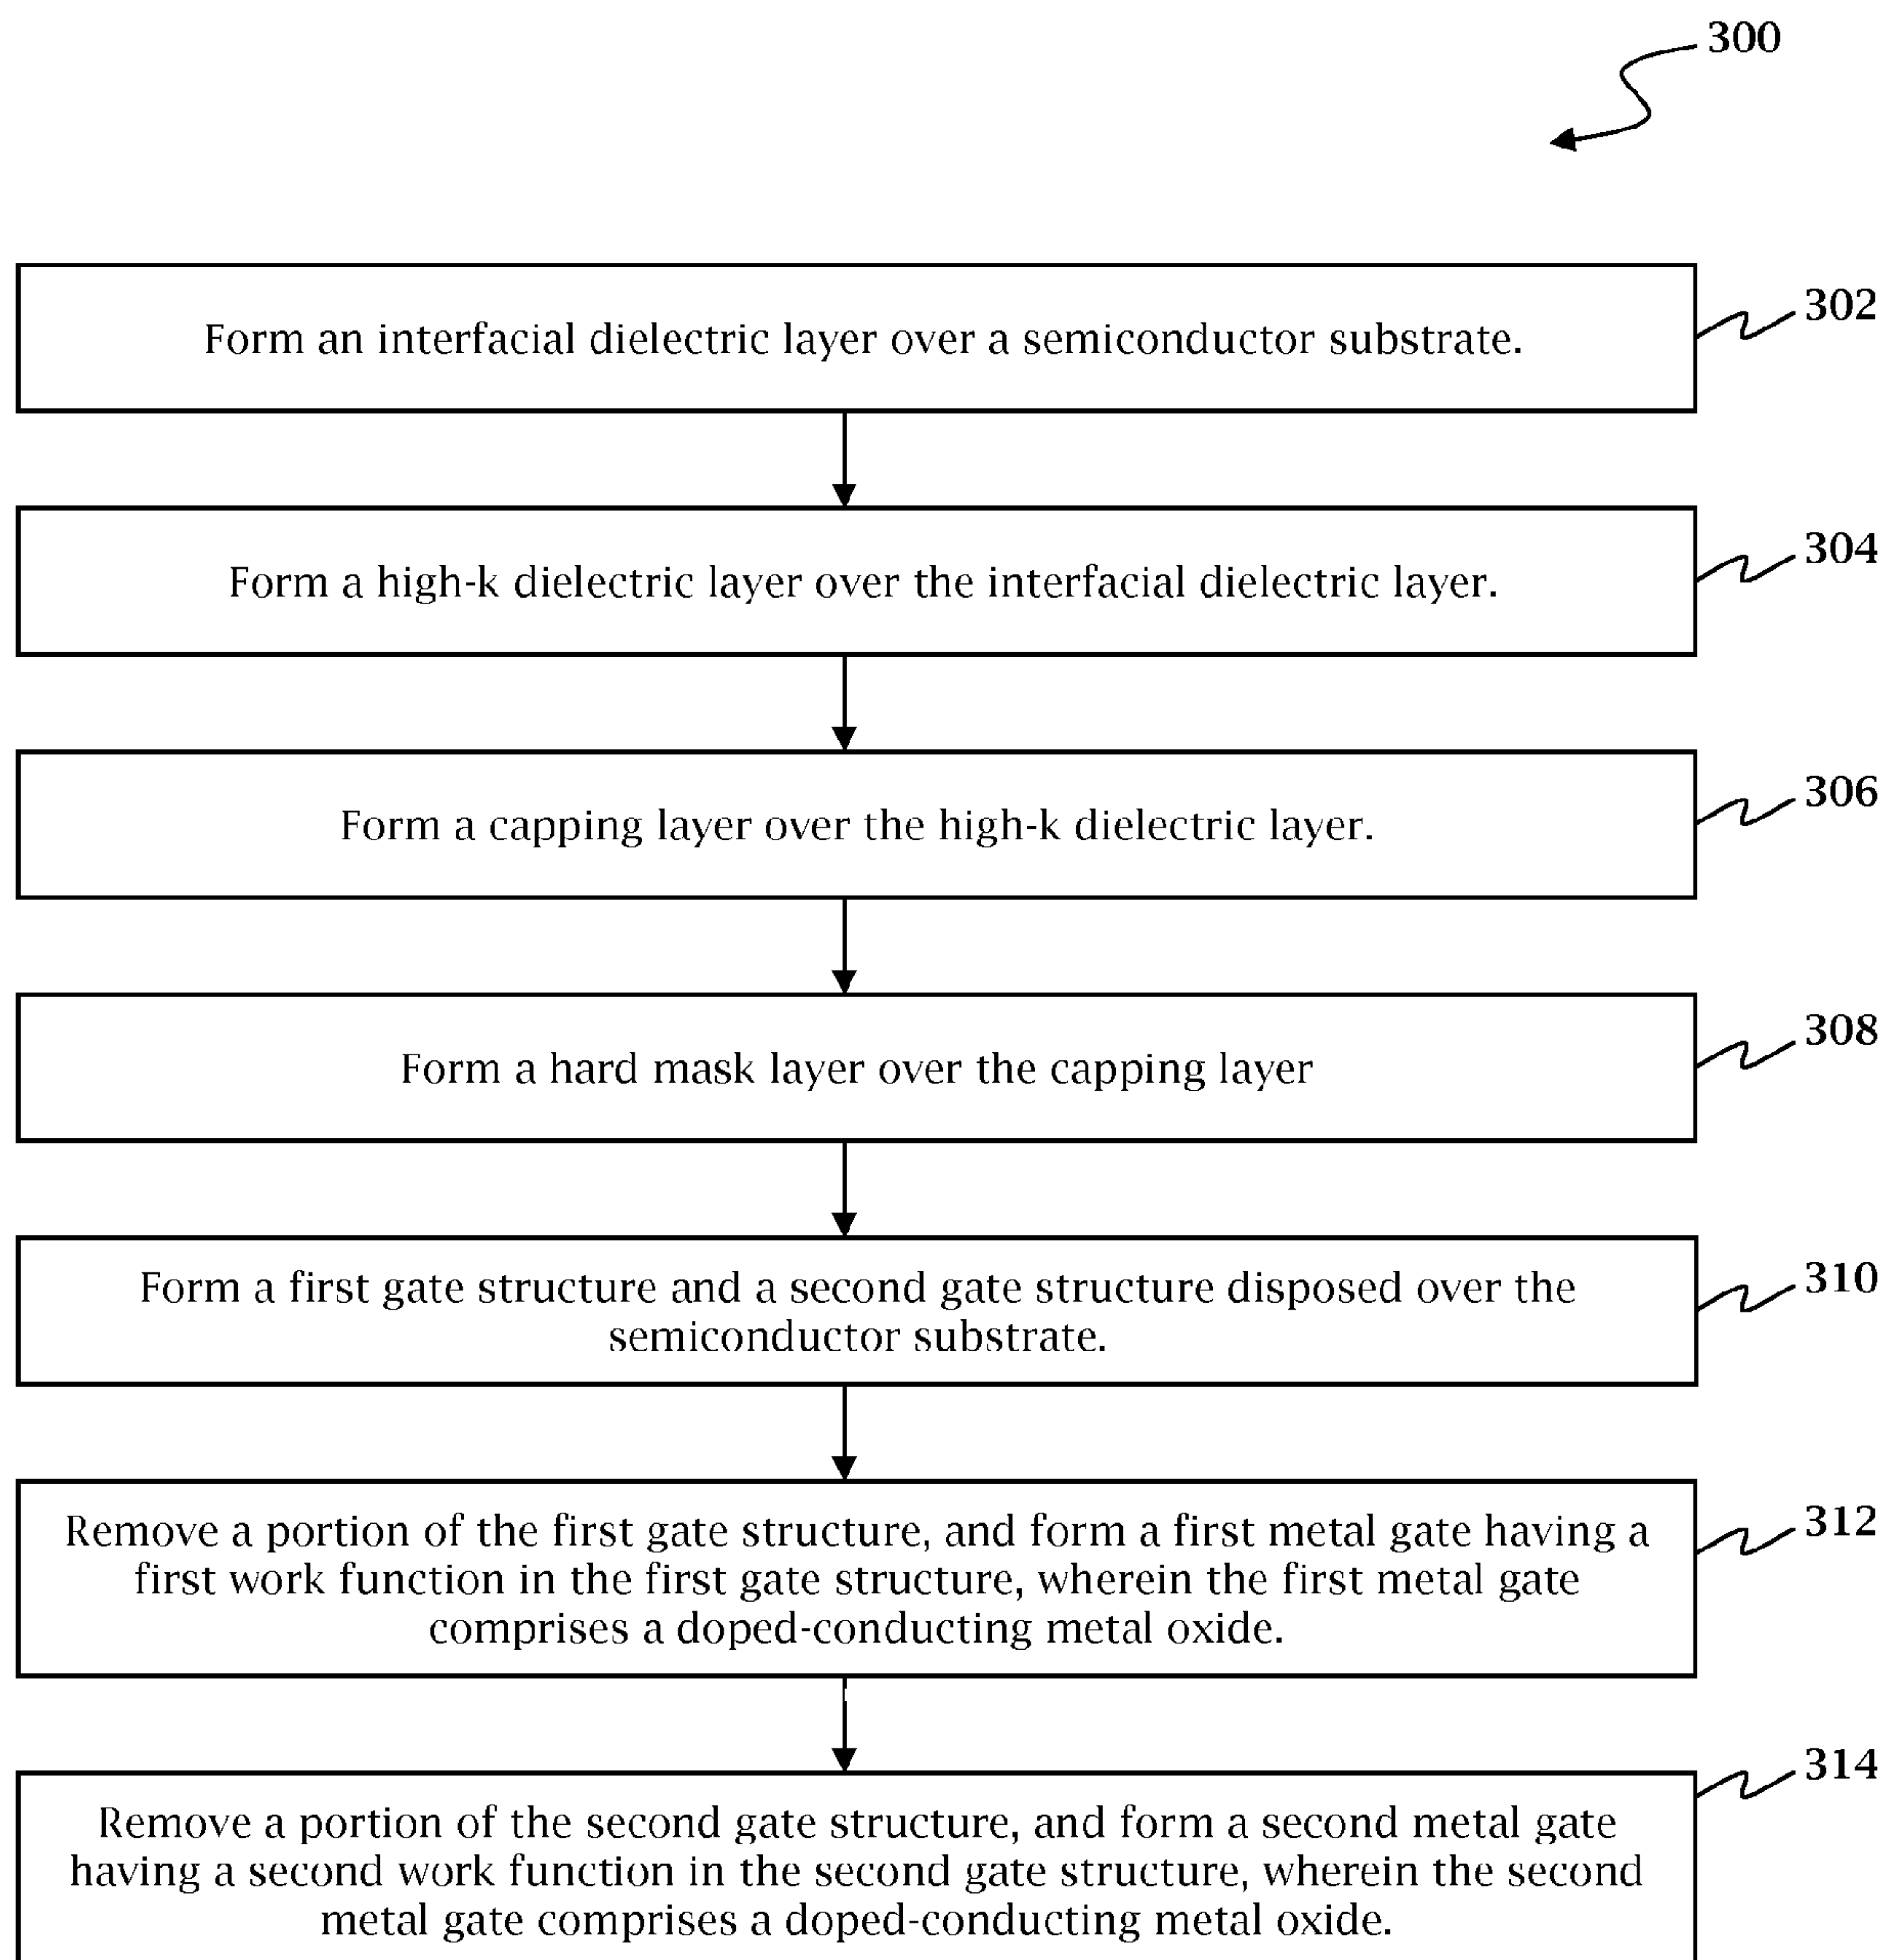 300
Form an interfacial dielectric layer over a semiconductor substrate.
302
Form a high-k dielectric layer over the interfacial dielectric layer.
304
Form a capping layer over the high-k dielectric layer.
306
Form a hard mask layer over the capping layer
308
Form a first gate structure and a second gate structure disposed over the
semiconductor substrate.
310
Remove a portion of the first gate structure, and form a first metal gate having a
first work function in the first gate structure, wherein the first metal gate
comprises a doped-conducting metal oxide.
312
Remove a portion of the second gate structure, and form a second metal gate
having a second work function in the second gate structure, wherein the second
metal gate comprises a doped-conducting metal oxide.
314